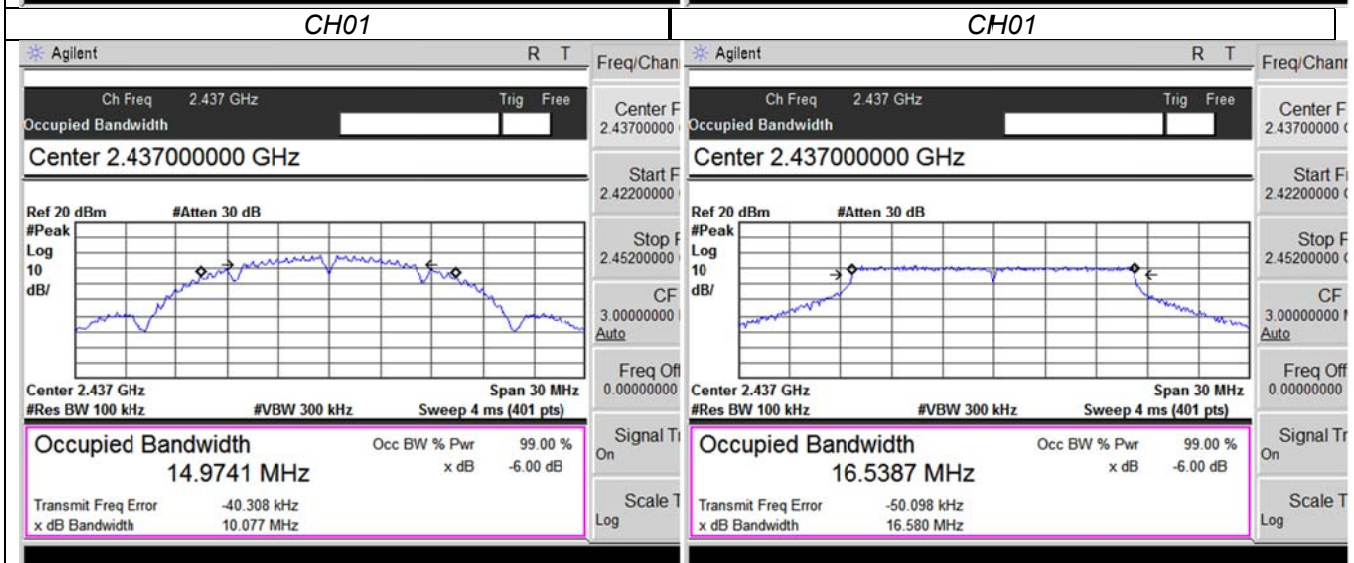 CH01
CH01
Agilent R T
Ch Freq 2.437 GHz Trig Free
Occupied Bandwidth
Center 2.437000000 GHz
Ref 20 dBm #Atten 30 dB
#Peak
Log
10
dB/
Center 2.437 GHz Span 30 MHz
#Res BW 100 kHz #VBW 300 kHz Sweep 4 ms (401 pts)
Occupied Bandwidth Occ BW % Pwr 99.00 %
14.9741 MHz x dB -6.00 dB
Transmit Freq Error -40.308 kHz
x dB Bandwidth 10.077 MHz
Freq/Chan
Center F
2.43700000
Start F
2.42200000
Stop F
2.45200000
CF
3.00000000
Auto
Freq Off
0.00000000
Signal Tr
On
Scale T
Log
Agilent R T
Ch Freq 2.437 GHz Trig Free
Occupied Bandwidth
Center 2.437000000 GHz
Ref 20 dBm #Atten 30 dB
#Peak
Log
10
dB/
Center 2.437 GHz Span 30 MHz
#Res BW 100 kHz #VBW 300 kHz Sweep 4 ms (401 pts)
Occupied Bandwidth Occ BW % Pwr 99.00 %
16.5387 MHz x dB -6.00 dB
Transmit Freq Error -50.098 kHz
x dB Bandwidth 16.580 MHz
Freq/Chann
Center F
2.43700000
Start Fr
2.42200000
Stop F
2.45200000
CF
3.00000000
Auto
Freq Off
0.00000000
Signal Tr
On
Scale T
Log